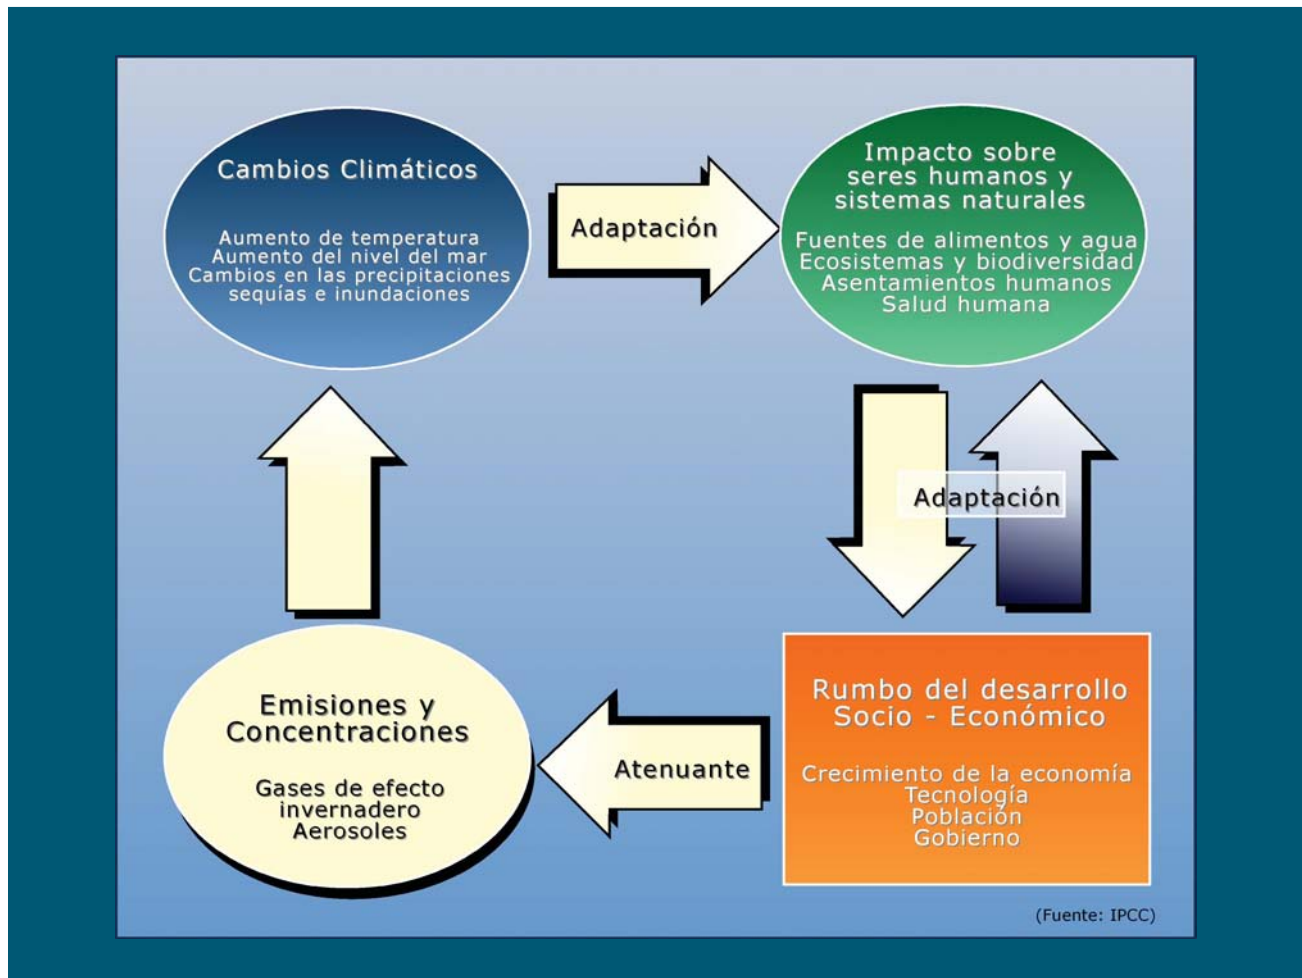 Cambios Climáticos
Aumento de temperatura
Aumento del nivel del mar
Cambios en las precipitaciones
sequías e inundaciones
Adaptación
Impacto sobre
seres humanos y
sistemas naturales
Fuentes de alimentos y agua
Ecosistemas y biodiversidad
Asentamientos humanos
Salud humana
Adaptación
Emisiones y
Concentraciones
Gases de efecto
invernadero
Aerosoles
Atenuante
Rumbo del desarrollo
Socio - Económico
Crecimiento de la economía
Tecnología
Población
Gobierno
(Fuente: IPCC)